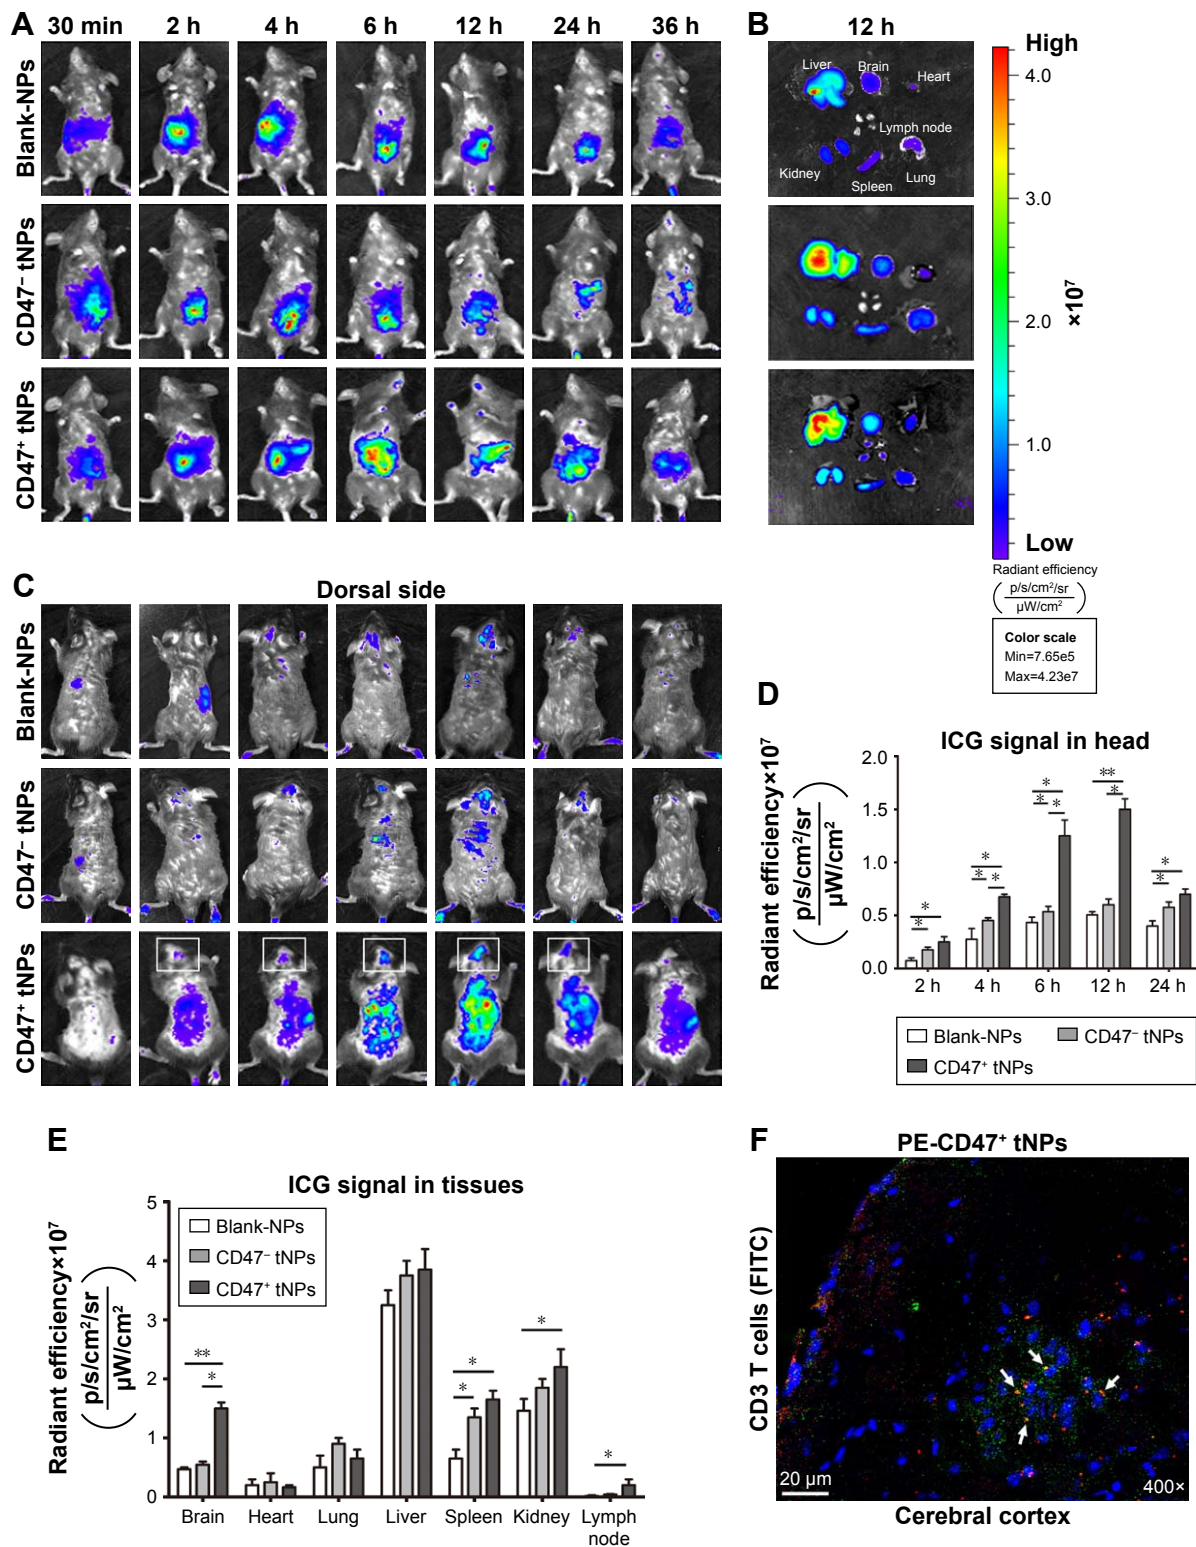 A
30 min 2 h 4 h 6 h 12 h 24 h 36 h
Blank-NPs
CD47⁻ tNPs
CD47⁺ tNPs
B
12 h
Liver Brain Heart
Lymph node
Kidney Spleen Lung
High
4.0
3.0
2.0
1.0
×10⁷
Low
Radiant efficiency
(p/s/cm²/sr
µW/cm²)
Color scale
Min=7.65e5
Max=4.23e7
C
Dorsal side
Blank-NPs
CD47⁻ tNPs
CD47⁺ tNPs
D
ICG signal in head
Radiant efficiency×10⁷
(p/s/cm²/sr
µW/cm²)
2.0
1.5
1.0
0.5
0.0
* * * * * * * * ** * * *
2 h 4 h 6 h 12 h 24 h
Blank-NPs CD47⁻ tNPs
CD47⁺ tNPs
E
ICG signal in tissues
Radiant efficiency×10⁷
(p/s/cm²/sr
µW/cm²)
5
4
3
2
1
0
Blank-NPs
CD47⁻ tNPs
CD47⁺ tNPs
** * * * * *
Brain Heart Lung Liver Spleen Kidney Lymph
node
F
PE-CD47⁺ tNPs
CD3 T cells (FITC)
20 µm
400×
Cerebral cortex